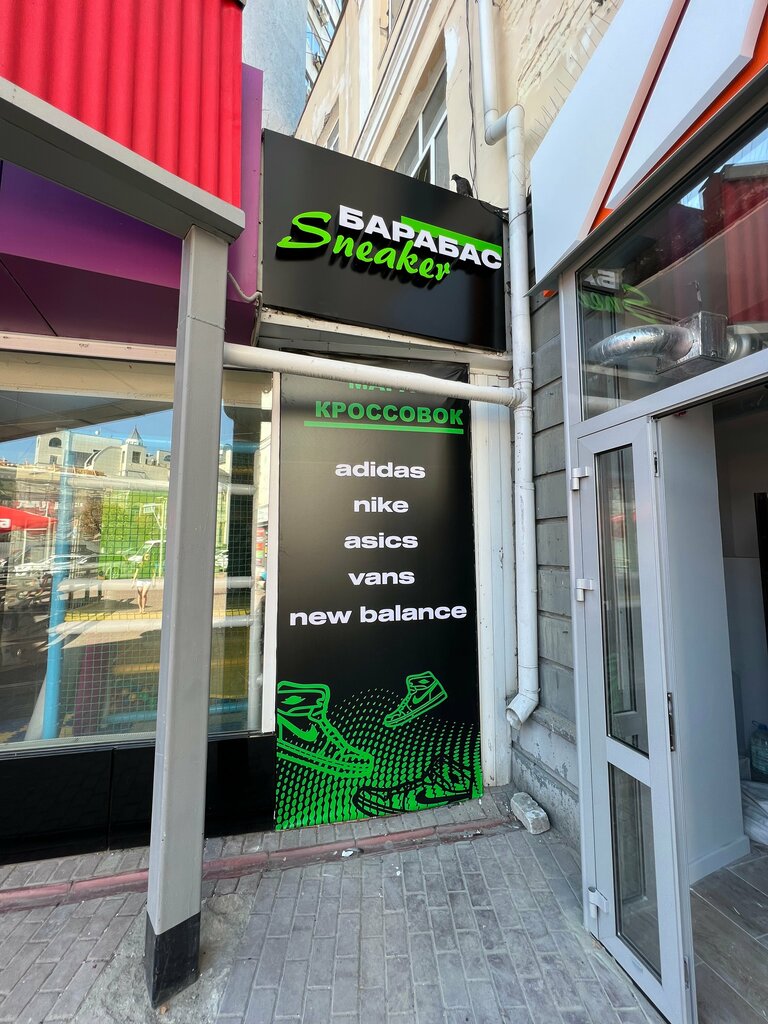 БАРАБАС
Sneaker
КРОССОВОК
adidas
nike
asics
vans
new balance